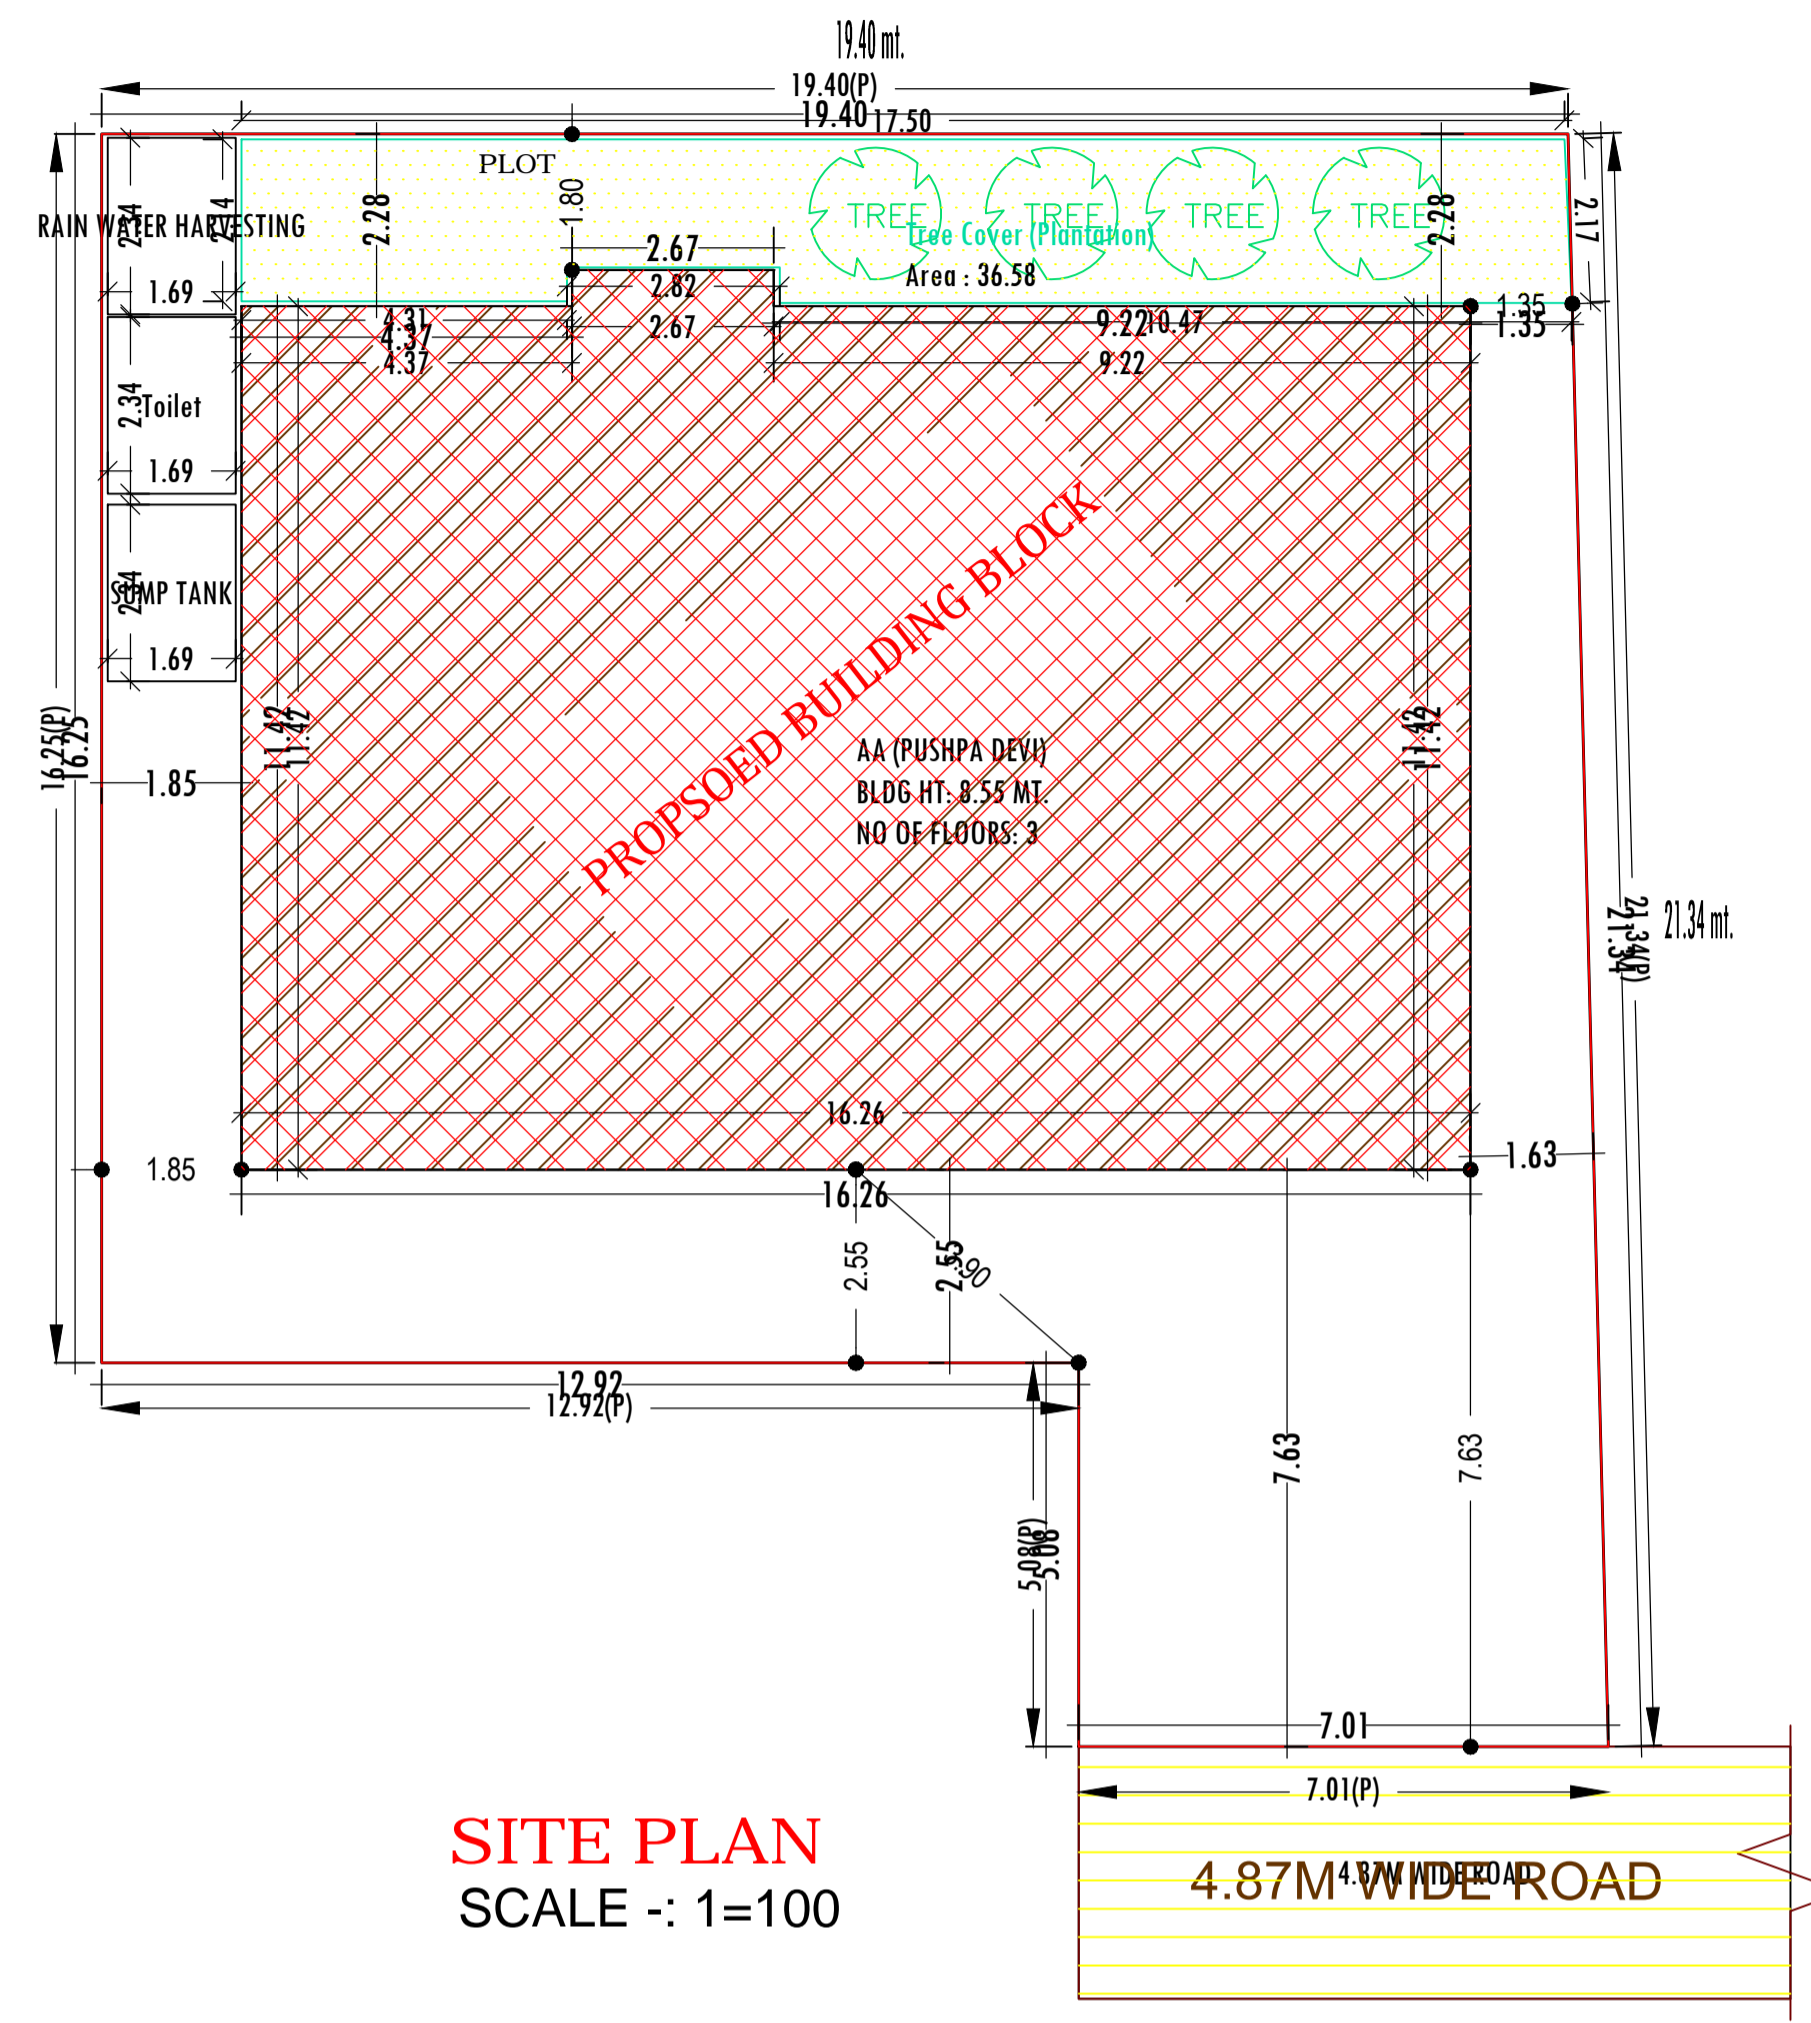 19.40 mt.
19.40(P)
19.40
17.50
PLOT
1.80
2.28
2.34
2.14
RAIN WATER HARVESTING
1.69
2.67
2.82
2.67
TREE
TREE
TREE
TREE
Tree Cover (Plantation)
Area : 36.58
2.28
2.17
1.35
1.35
4.31
4.37
4.37
9.22
10.47
9.22
2.34
Toilet
1.69
2.34
SUMP TANK
1.69
16.25(P)
16.25
1.85
11.42
11.42
11.42
11.42
PROPSOED BUILDING BLOCK
AA (PUSHPA DEVI)
BLDG HT: 8.55 MT.
NO OF FLOORS: 3
21.34
21.34(P)
21.34 mt.
16.26
1.85
16.26
1.63
2.55
2.55
12.92
12.92(P)
7.63
7.63
5.08(P)
5.08
7.01
7.01(P)
4.87M WIDE ROAD
4.87M WIDE ROAD
SITE PLAN
SCALE -: 1=100